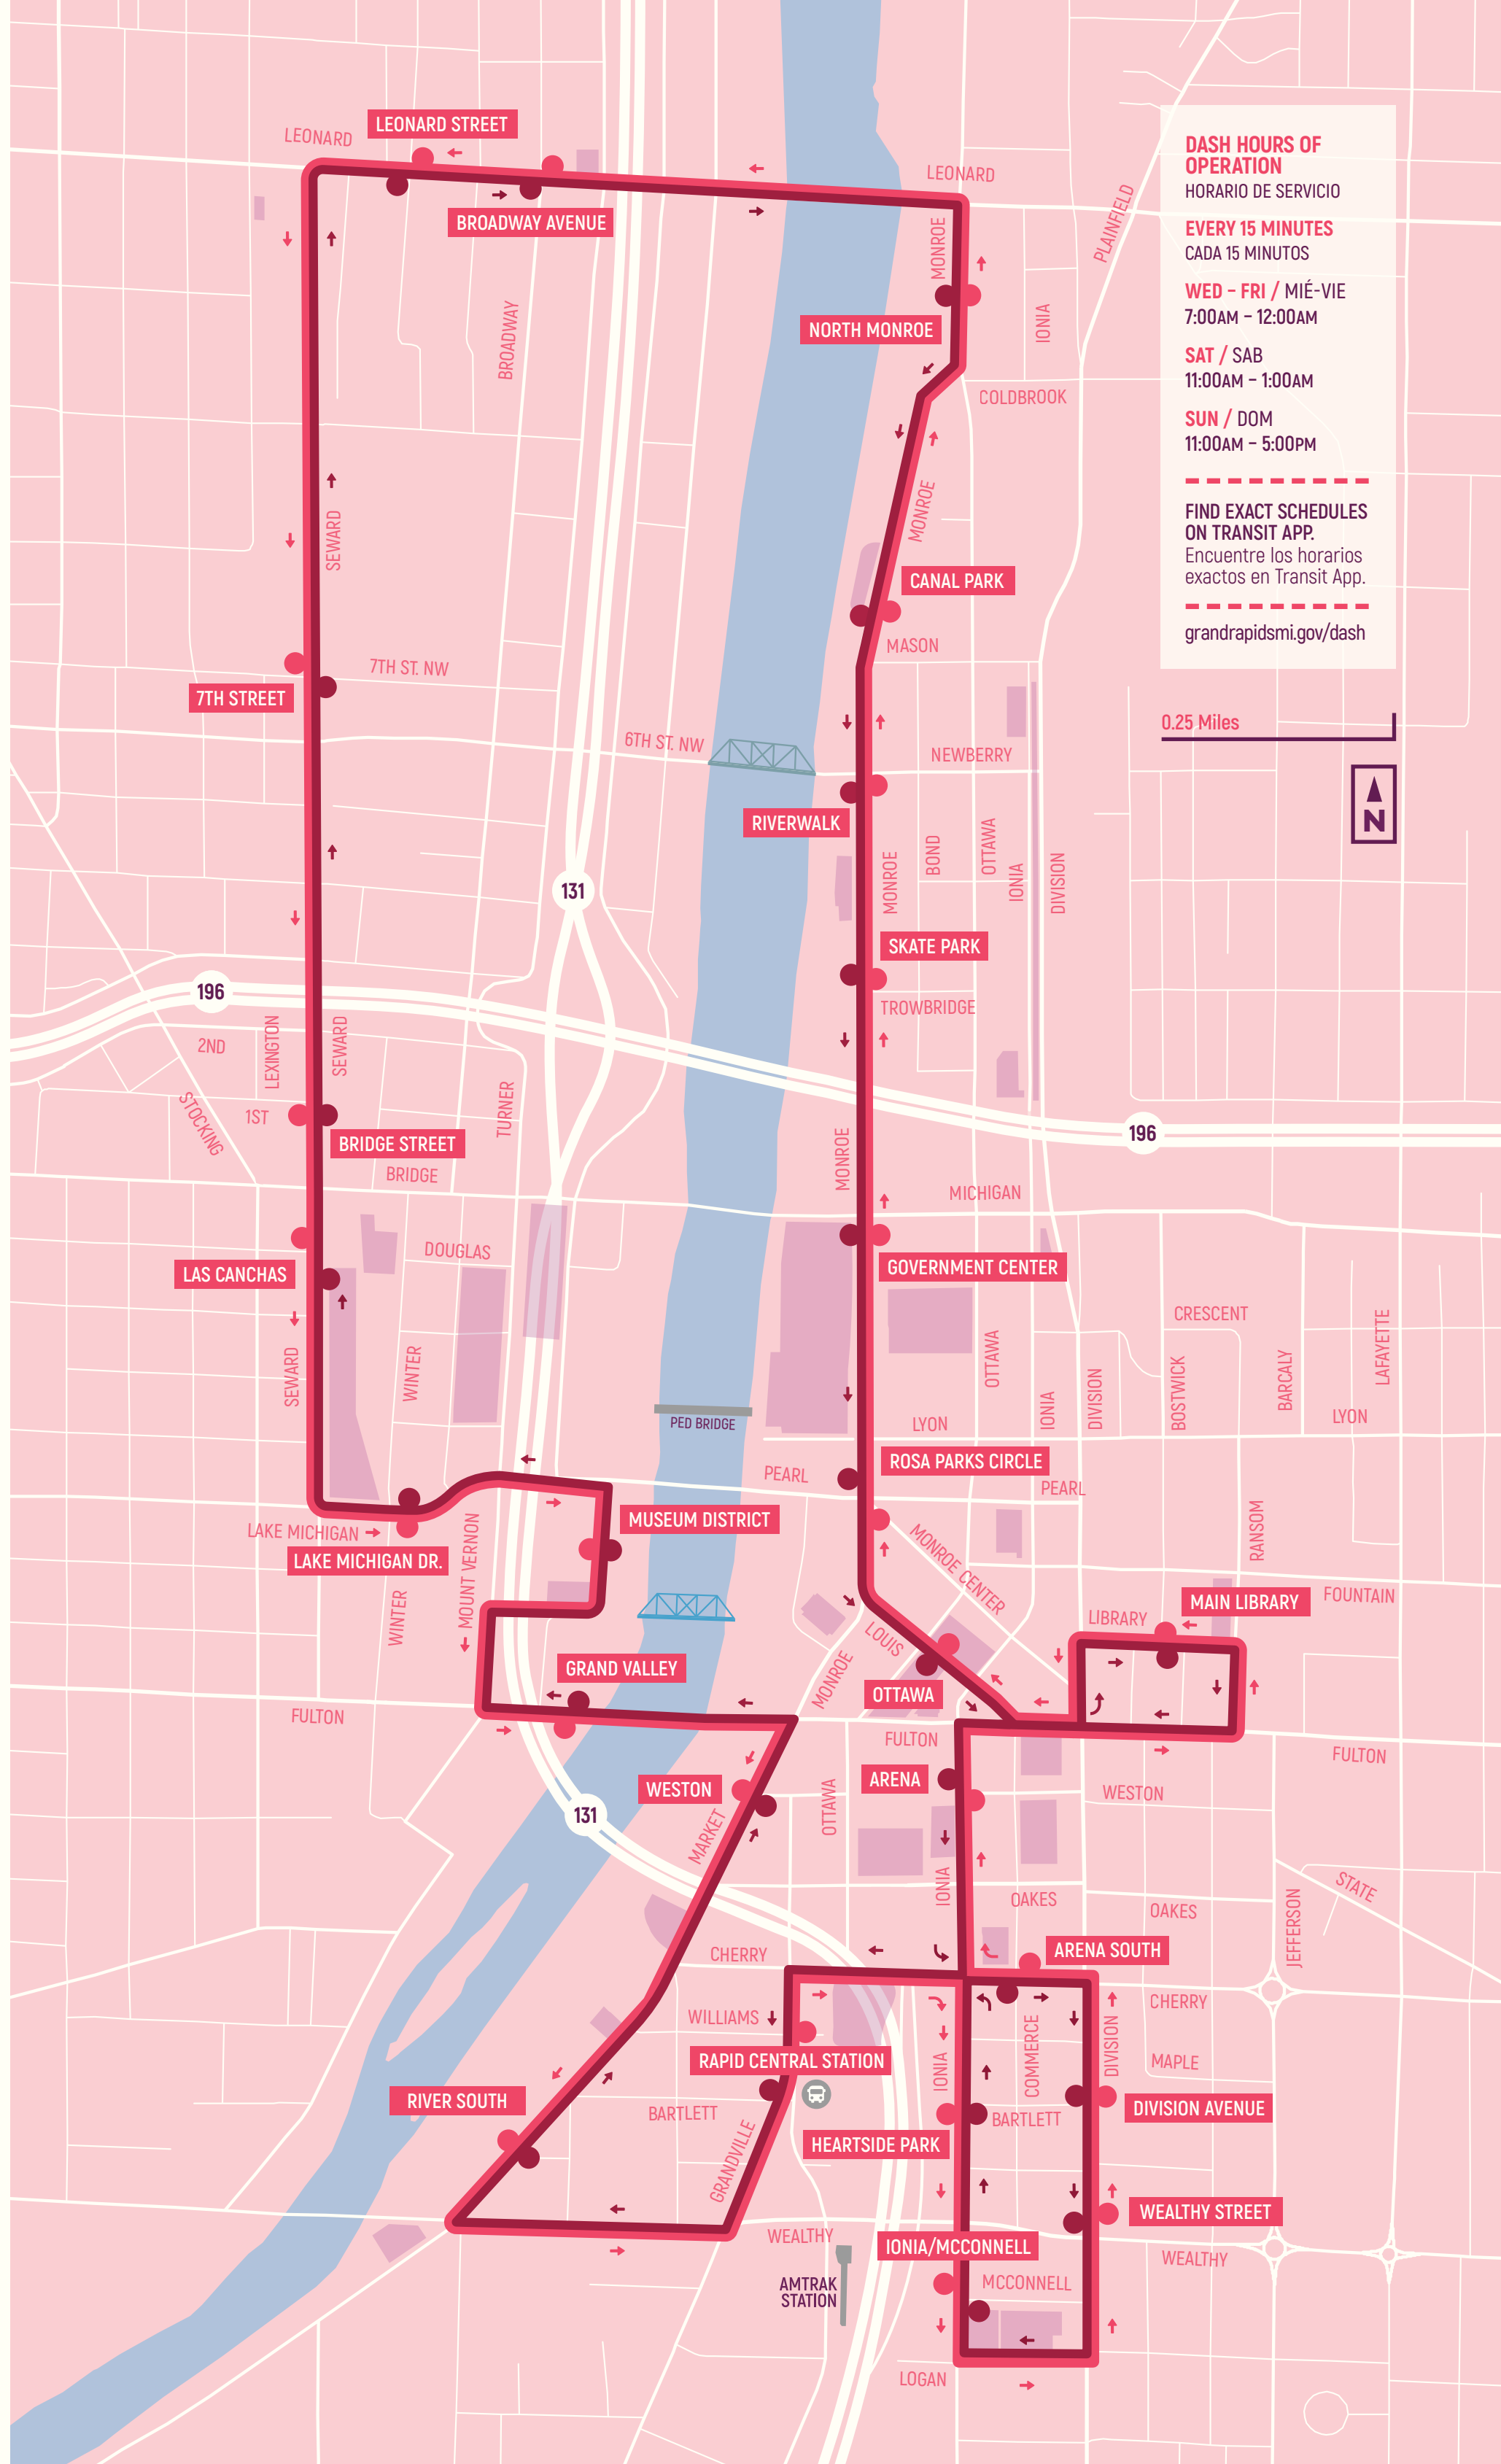 LEONARD
LEONARD STREET
BROADWAY AVENUE
LEONARD
MONROE
NORTH MONROE
PLAINFIELD
IONIA
BROADWAY
COLDBROOK
MONROE
SEWARD
CANAL PARK
MASON
7TH ST. NW
7TH STREET
6TH ST. NW
NEWBERRY
RIVERWALK
MONROE
BOND
OTTAWA
IONIA
DIVISION
131
SKATE PARK
TROWBRIDGE
196
2ND
LEXINGTON
SEWARD
STOCKING
1ST
TURNER
BRIDGE STREET
BRIDGE
MONROE
196
MICHIGAN
DOUGLAS
LAS CANCHAS
GOVERNMENT CENTER
SEWARD
WINTER
OTTAWA
IONIA
DIVISION
CRESCENT
BOSTWICK
BARCALY
LAFAYETTE
PED BRIDGE
LYON
LYON
ROSA PARKS CIRCLE
PEARL
PEARL
MUSEUM DISTRICT
LAKE MICHIGAN
LAKE MICHIGAN DR.
MOUNT VERNON
WINTER
MONROE CENTER
RANSOM
MAIN LIBRARY
FOUNTAIN
LIBRARY
LOUIS
MONROE
GRAND VALLEY
OTTAWA
FULTON
FULTON
FULTON
WESTON
ARENA
WESTON
131
MARKET
OTTAWA
IONIA
OAKES
OAKES
STATE
JEFFERSON
CHERRY
ARENA SOUTH
CHERRY
WILLIAMS
RAPID CENTRAL STATION
IONIA
COMMERCE
DIVISION
MAPLE
RIVER SOUTH
BARTLETT
GRANDVILLE
HEARTSIDE PARK
BARTLETT
DIVISION AVENUE
WEALTHY STREET
WEALTHY
IONIA/MCCONNELL
WEALTHY
AMTRAK
STATION
MCCONNELL
LOGAN
DASH HOURS OF
OPERATION
HORARIO DE SERVICIO
EVERY 15 MINUTES
CADA 15 MINUTOS
WED – FRI / MIÉ-VIE
7:00AM – 12:00AM
SAT / SAB
11:00AM – 1:00AM
SUN / DOM
11:00AM – 5:00PM
FIND EXACT SCHEDULES
ON TRANSIT APP.
Encuentre los horarios
exactos en Transit App.
grandrapidsmi.gov/dash
0.25 Miles
N